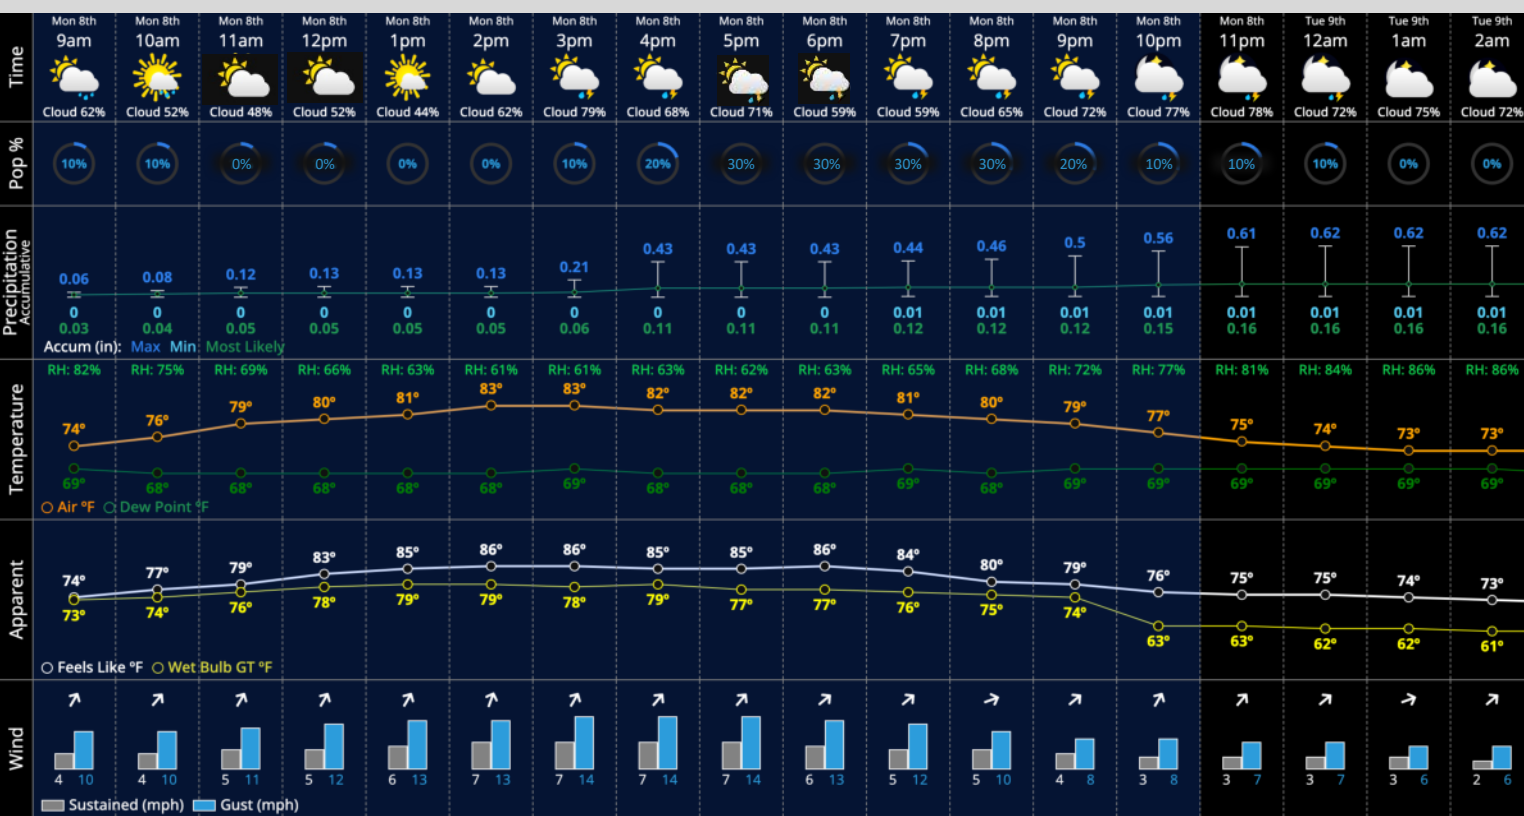 Time
Mon 8th Mon 8th Mon 8th Mon 8th Mon 8th Mon 8th Mon 8th Mon 8th Mon 8th Mon 8th Mon 8th Mon 8th Mon 8th Mon 8th Mon 8th Tue 9th Tue 9th Tue 9th
9am 10am 11am 12pm 1pm 2pm 3pm 4pm 5pm 6pm 7pm 8pm 9pm 10pm 11pm 12am 1am 2am
Cloud 62% Cloud 52% Cloud 48% Cloud 52% Cloud 44% Cloud 62% Cloud 79% Cloud 68% Cloud 71% Cloud 59% Cloud 59% Cloud 65% Cloud 72% Cloud 77% Cloud 78% Cloud 72% Cloud 75% Cloud 72%
Pop %
10% 10% 0% 0% 0% 0% 10% 20% 30% 30% 30% 30% 20% 10% 10% 10% 0% 0%
Precipitation
Accumulative
0.06 0.08 0.12 0.13 0.13 0.13 0.21 0.43 0.43 0.43 0.44 0.46 0.5 0.56 0.61 0.62 0.62 0.62
0 0 0 0 0 0 0 0 0 0 0.01 0.01 0.01 0.01 0.01 0.01 0.01 0.01
0.03 0.04 0.05 0.05 0.05 0.05 0.06 0.11 0.11 0.11 0.12 0.12 0.12 0.15 0.16 0.16 0.16 0.16
Accum (in): Max Min Most Likely
Temperature
RH: 82% RH: 75% RH: 69% RH: 66% RH: 63% RH: 61% RH: 61% RH: 63% RH: 62% RH: 63% RH: 65% RH: 68% RH: 72% RH: 77% RH: 81% RH: 84% RH: 86% RH: 86%
74° 76° 79° 80° 81° 83° 83° 82° 82° 82° 81° 80° 79° 77° 75° 74° 73° 73°
69° 68° 68° 68° 68° 68° 69° 68° 68° 68° 69° 68° 69° 69° 69° 69° 69° 69°
Air ºF Dew Point ºF
Apparent
74° 77° 79° 83° 85° 86° 86° 85° 85° 86° 84° 80° 79° 76° 75° 75° 74° 73°
73° 74° 76° 78° 79° 79° 78° 79° 77° 77° 76° 75° 74° 63° 63° 62° 62° 61°
Feels Like ºF Wet Bulb GT ºF
Wind
4 10 4 10 5 11 5 12 6 13 7 13 7 14 7 14 7 14 6 13 5 12 5 10 4 8 3 8 3 7 3 7 3 6 2 6
Sustained (mph) Gust (mph)